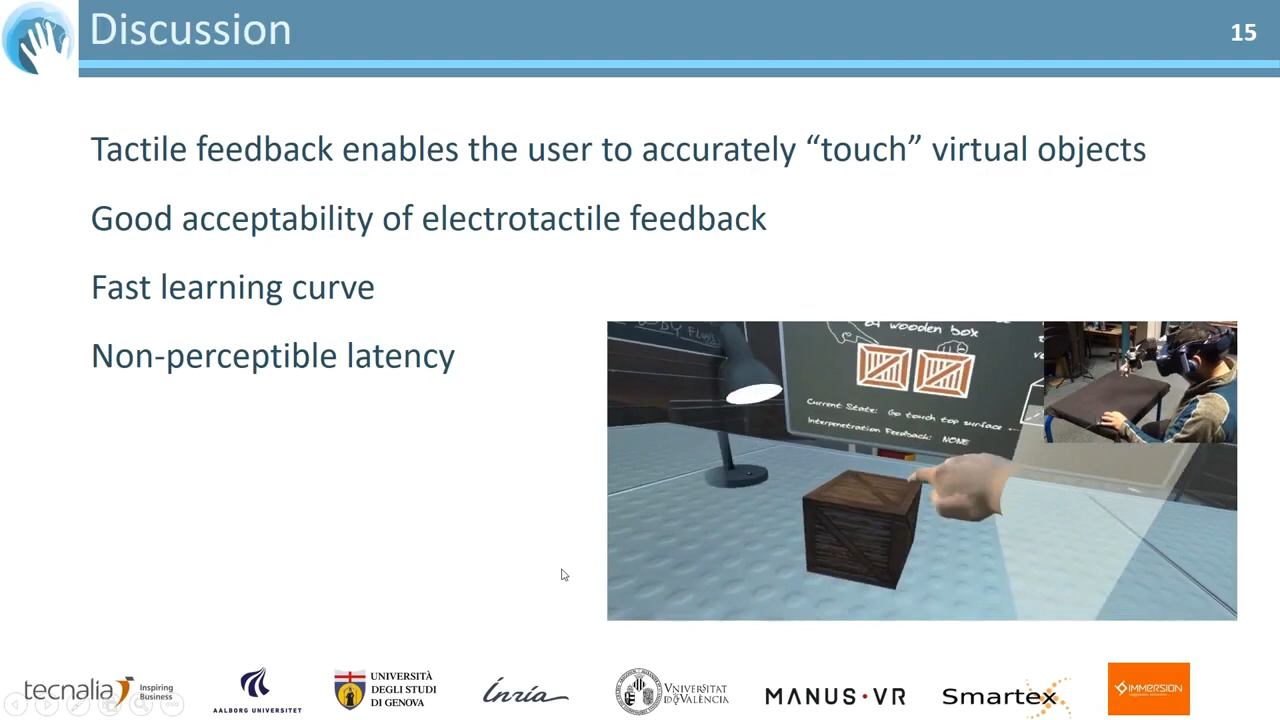 Discussion
15
Tactile feedback enables the user to accurately “touch” virtual objects
Good acceptability of electrotactile feedback
Fast learning curve
Non-perceptible latency
of wooden box
Current State: Go touch top surface
Interpenetration Feedback: NONE
tecnalia Inspiring Business
AALBORG UNIVERSITET
UNIVERSITÀ
DEGLI STUDI
DI GENOVA
Inria
VNIVERSITAT
DE VALÈNCIA
MANUS·VR
Smartex
IMMERSION